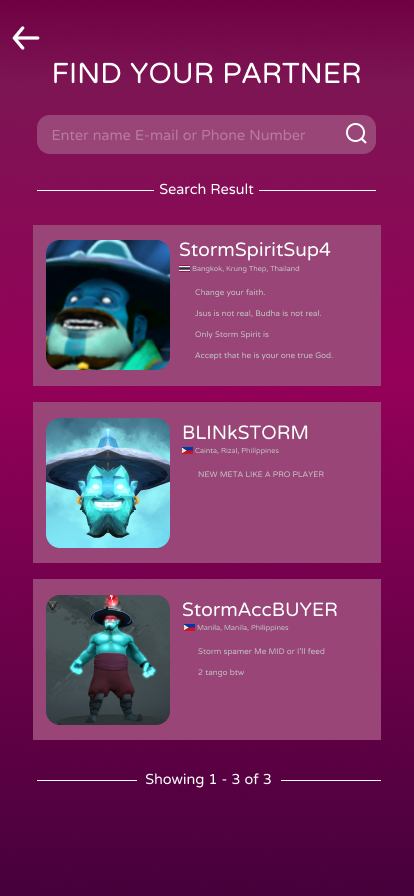 FIND YOUR PARTNER
Enter name E-mail or Phone Number
Search Result
StormSpiritSup4
Bangkok, Krung Thep, Thailand
Change your faith.
Jsus is not real, Budha is not real.
Only Storm Spirit is
Accept that he is your one true God.
BLINkSTORM
Cainta, Rizal, Philippines
NEW META LIKE A PRO PLAYER
StormAccBUYER
Manila, Manila, Philippines
Storm spamer Me MID or I'll feed
2 tango btw
Showing 1 - 3 of 3